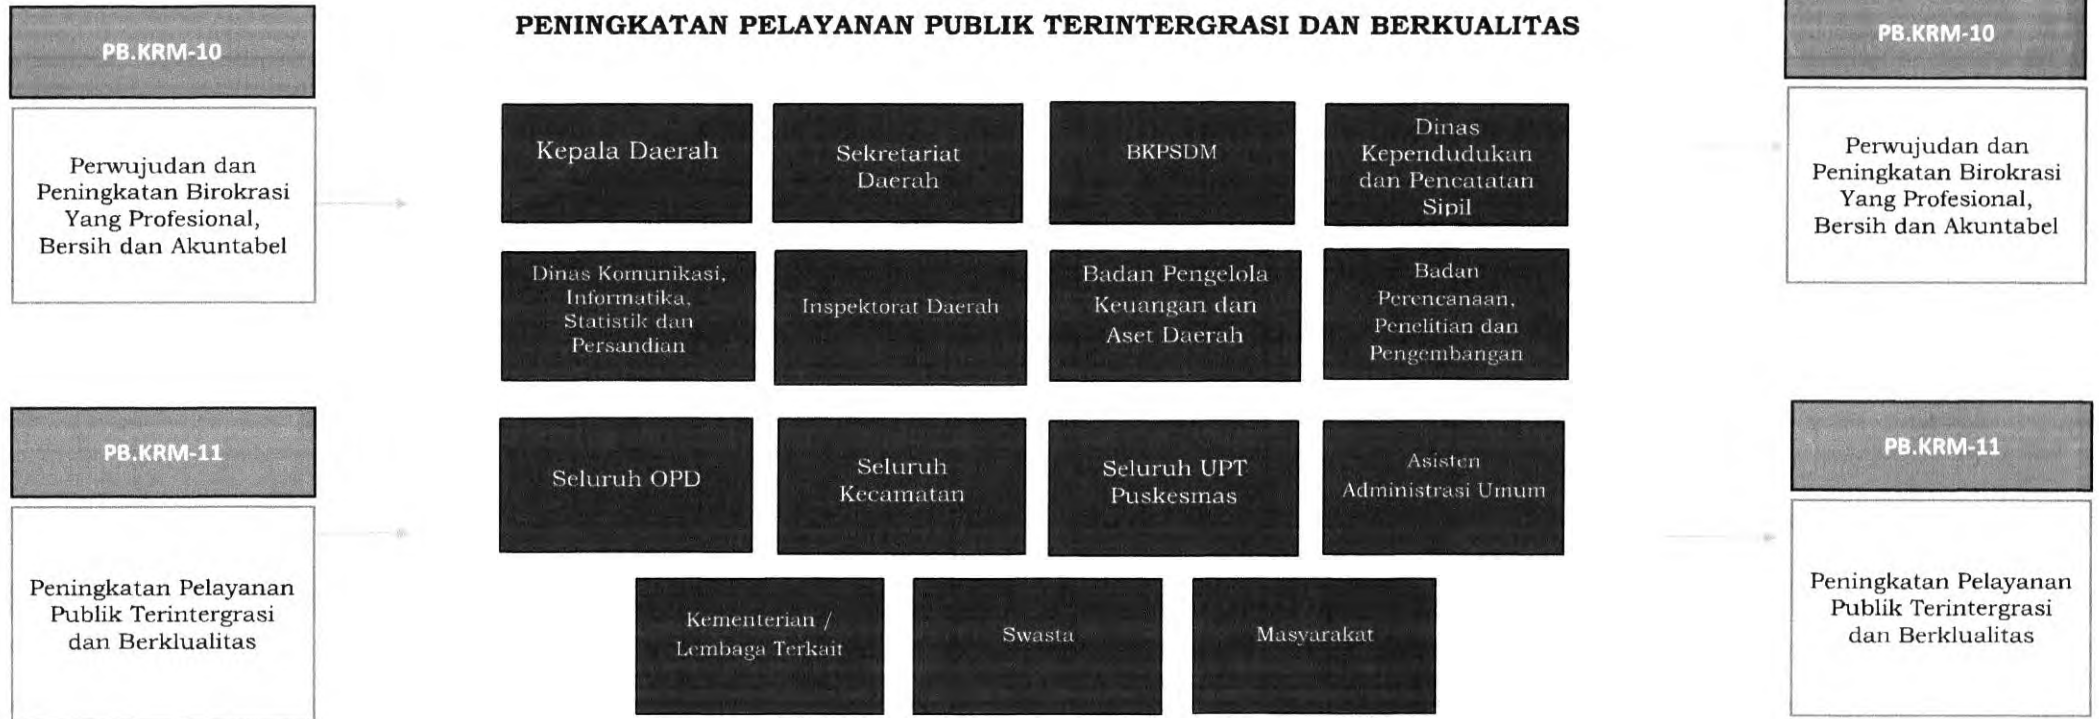 PENINGKATAN PELAYANAN PUBLIK TERINTERGRASI DAN BERKUALITAS
PB.KRM-10
Perwujudan dan
Peningkatan Birokrasi
Yang Profesional,
Bersih dan Akuntabel
PB.KRM-11
Peningkatan Pelayanan
Publik Terintergrasi
dan Berklualitas
Kepala Daerah
Sekretariat
Daerah
BKPSDM
Dinas
Kependudukan
dan Pencatatan
Sipil
Dinas Komunikasi,
Informatika,
Statistik dan
Persandian
Inspektorat Daerah
Badan Pengelola
Keuangan dan
Aset Daerah
Badan
Perencanaan,
Penelitian dan
Pengembangan
Seluruh OPD
Seluruh
Kecamatan
Seluruh UPT
Puskesmas
Asisten
Administrasi Umum
Kementerian /
Lembaga Terkait
Swasta
Masyarakat
PB.KRM-10
Perwujudan dan
Peningkatan Birokrasi
Yang Profesional,
Bersih dan Akuntabel
PB.KRM-11
Peningkatan Pelayanan
Publik Terintergrasi
dan Berklualitas